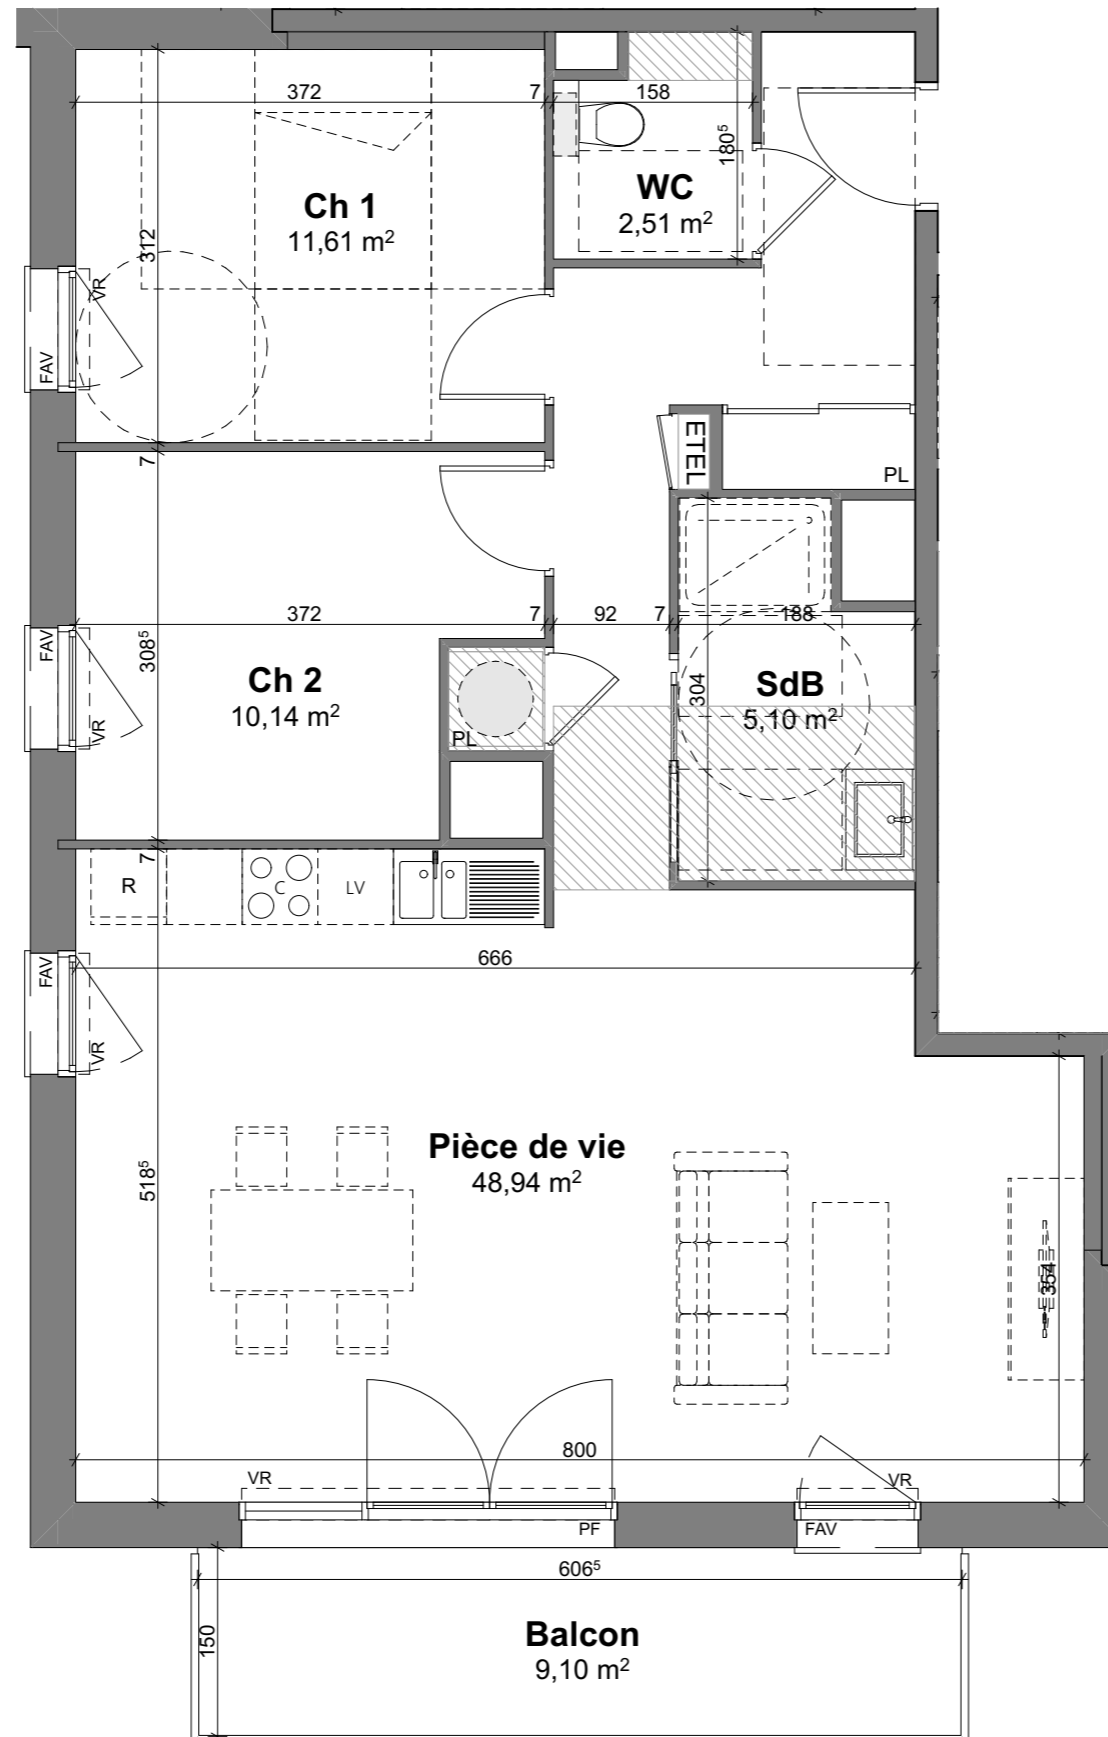 372
7
158
180⁵
Ch 1
11,61 m²
WC
2,51 m²
312
VR
FAV
7
ETEL
PL
372
7
92
7
188
FAV
308⁵
Ch 2
10,14 m²
304
SdB
5,10 m²
VR
PL
7
R
C
LV
666
FAV
VR
Pièce de vie
48,94 m²
518⁵
354
800
VR
VR
PF
FAV
606⁵
150
Balcon
9,10 m²